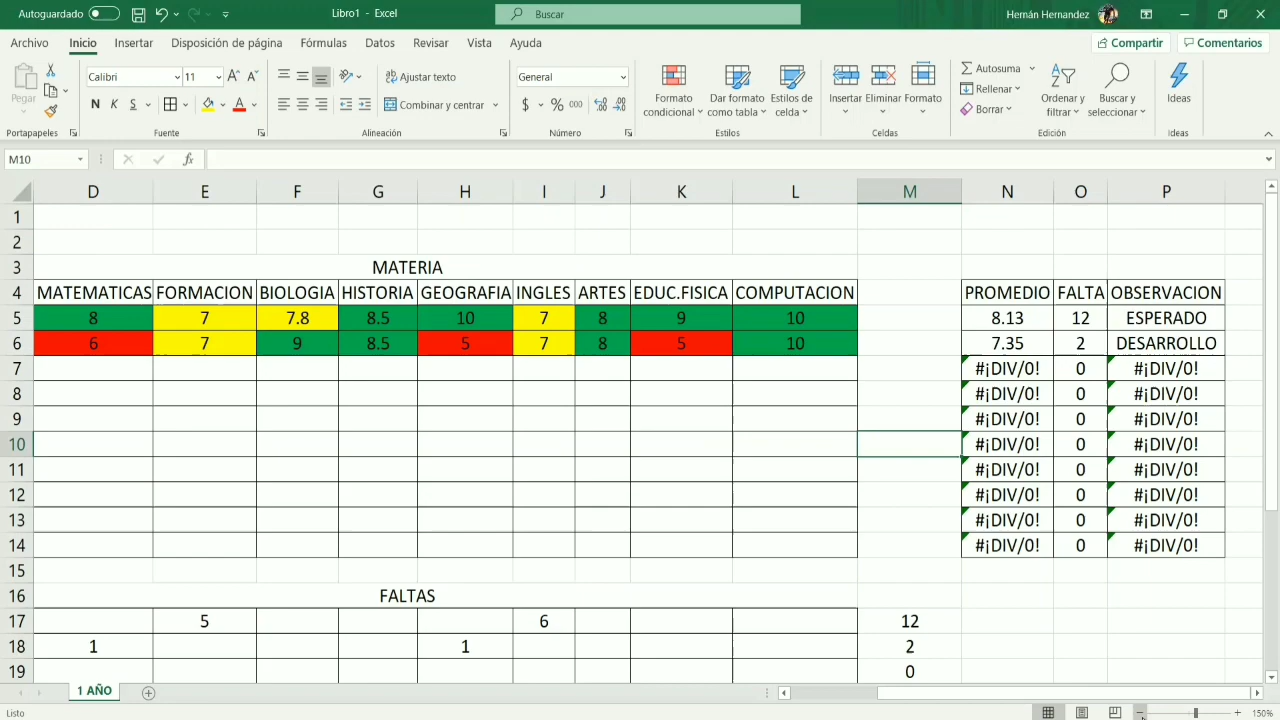 Autoguardado Libro1 - Excel Buscar Hernán Hernandez
Archivo Inicio Insertar Disposición de página Fórmulas Datos Revisar Vista Ayuda Compartir Comentarios
Pegar Calibri 11 N K S Ajustar texto Combinar y centrar General $ % 000 Formato condicional Dar formato como tabla Estilos de celda Insertar Eliminar Formato Autosuma Rellenar Borrar Ordenar y filtrar Buscar y seleccionar Ideas
Portapapeles Fuente Alineación Número Estilos Celdas Edición Ideas
M10 fx
D E F G H I J K L M N O P
1
2
3 MATERIA
4 MATEMATICAS FORMACION BIOLOGIA HISTORIA GEOGRAFIA INGLES ARTES EDUC.FISICA COMPUTACION PROMEDIO FALTA OBSERVACION
5 8 7 7.8 8.5 10 7 8 9 10 8.13 12 ESPERADO
6 6 7 9 8.5 5 7 8 5 10 7.35 2 DESARROLLO
7 #¡DIV/0! 0 #¡DIV/0!
8 #¡DIV/0! 0 #¡DIV/0!
9 #¡DIV/0! 0 #¡DIV/0!
10 #¡DIV/0! 0 #¡DIV/0!
11 #¡DIV/0! 0 #¡DIV/0!
12 #¡DIV/0! 0 #¡DIV/0!
13 #¡DIV/0! 0 #¡DIV/0!
14 #¡DIV/0! 0 #¡DIV/0!
15
16 FALTAS
17 5 6 12
18 1 1 2
19 0
1 AÑO
Listo 150%